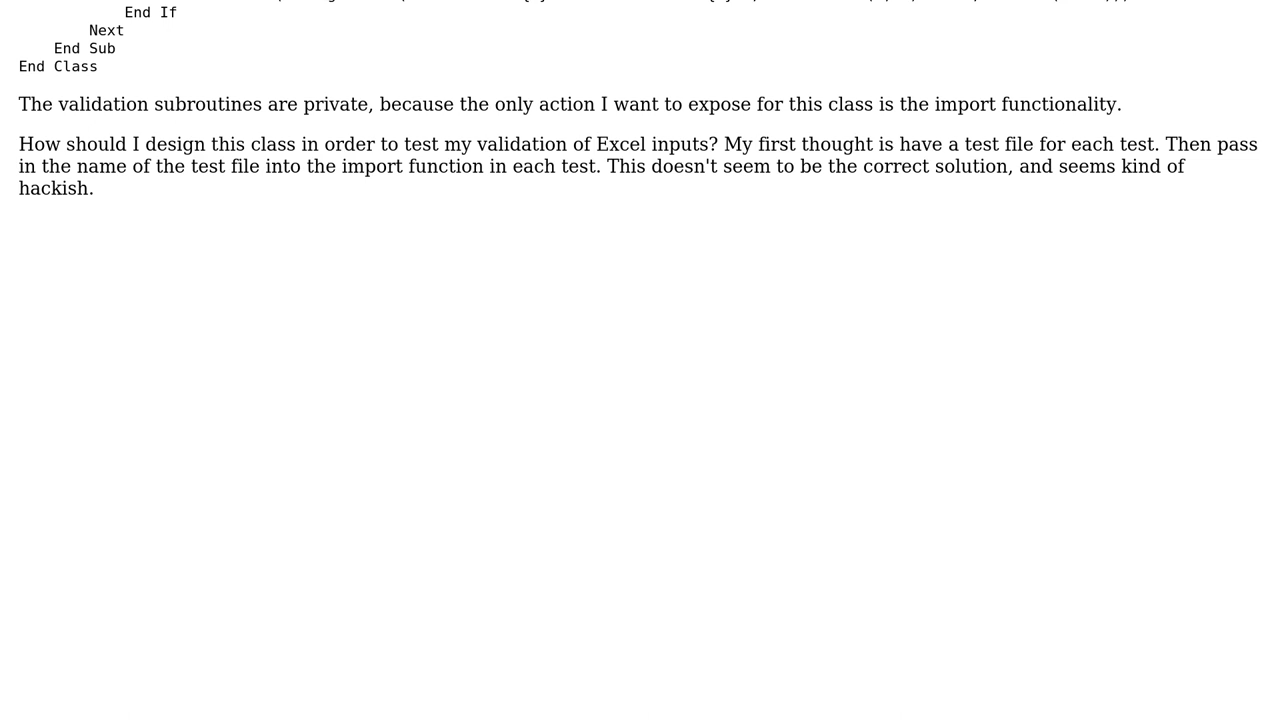 End If
Next
End Sub
End Class
The validation subroutines are private, because the only action I want to expose for this class is the import functionality.
How should I design this class in order to test my validation of Excel inputs? My first thought is have a test file for each test. Then pass
in the name of the test file into the import function in each test. This doesn't seem to be the correct solution, and seems kind of
hackish.